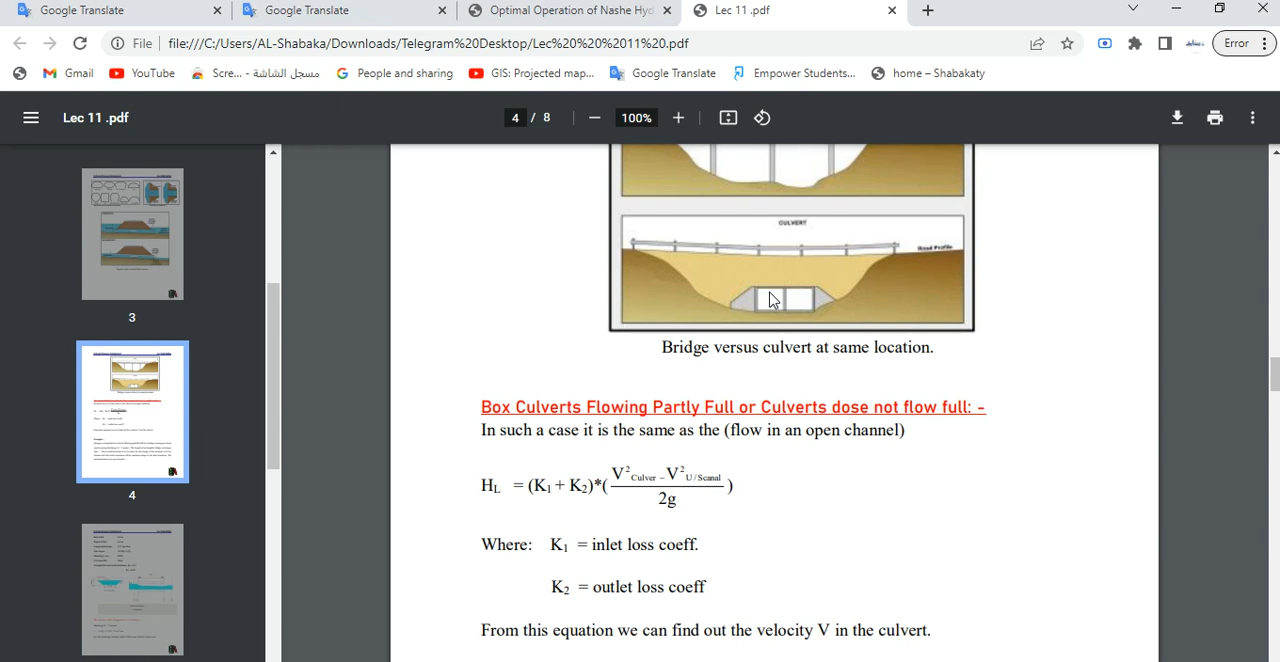 Google Translate
Google Translate
Optimal Operation of Nashe Hyd
Lec 11 .pdf
File
file:///C:/Users/AL-Shabaka/Downloads/Telegram%20Desktop/Lec%20%20%2011%20.pdf
Error
Gmail
YouTube
Scre... - مسجل الشاشة
People and sharing
GIS: Projected map...
Google Translate
Empower Students...
home – Shabakaty
Lec 11 .pdf
4 / 8
100%
3
4
CULVERT
Road Profile
Bridge versus culvert at same location.
Box Culverts Flowing Partly Full or Culverts dose not flow full: -
In such a case it is the same as the (flow in an open channel)
HL = (K1 + K2)*( V²Culver – V²U/Scanal / 2g )
Where: K1 = inlet loss coeff.
K2 = outlet loss coeff
From this equation we can find out the velocity V in the culvert.